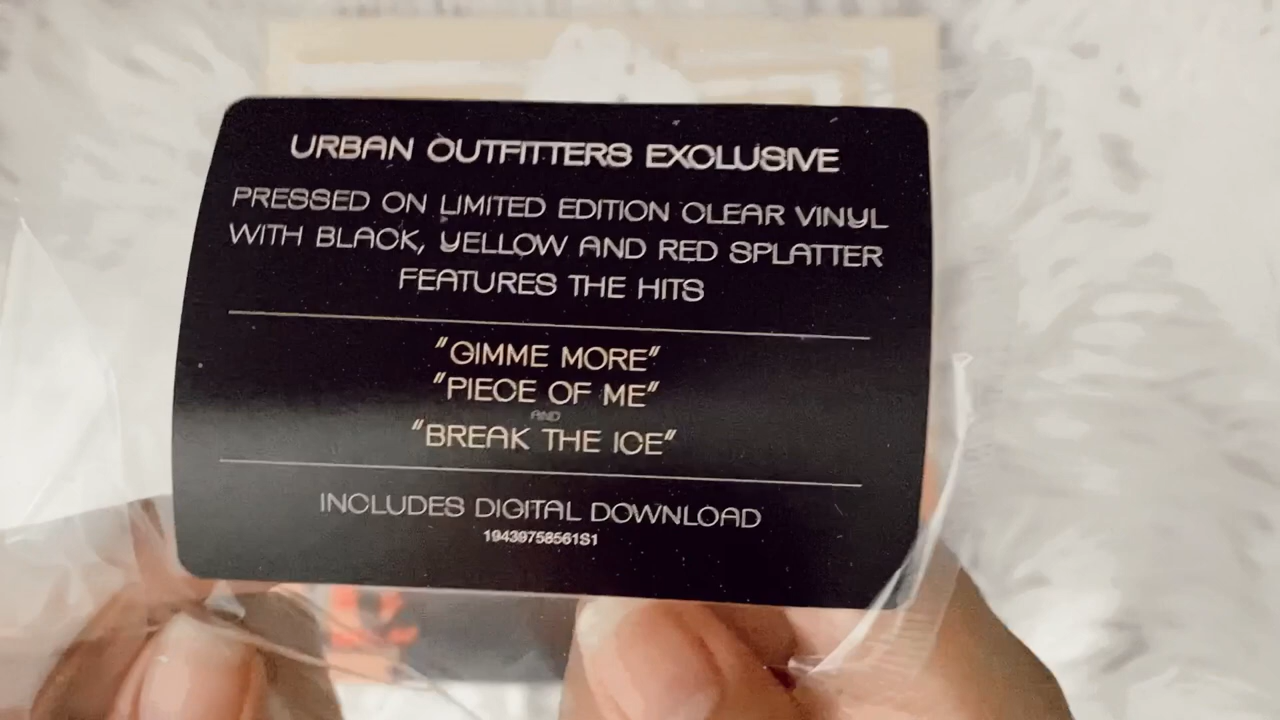 URBAN OUTFITTERS EXCLUSIVE
PRESSED ON LIMITED EDITION CLEAR VINYL
WITH BLACK, YELLOW AND RED SPLATTER
FEATURES THE HITS
"GIMME MORE"
"PIECE OF ME"
AND
"BREAK THE ICE"
INCLUDES DIGITAL DOWNLOAD
19439758561S1